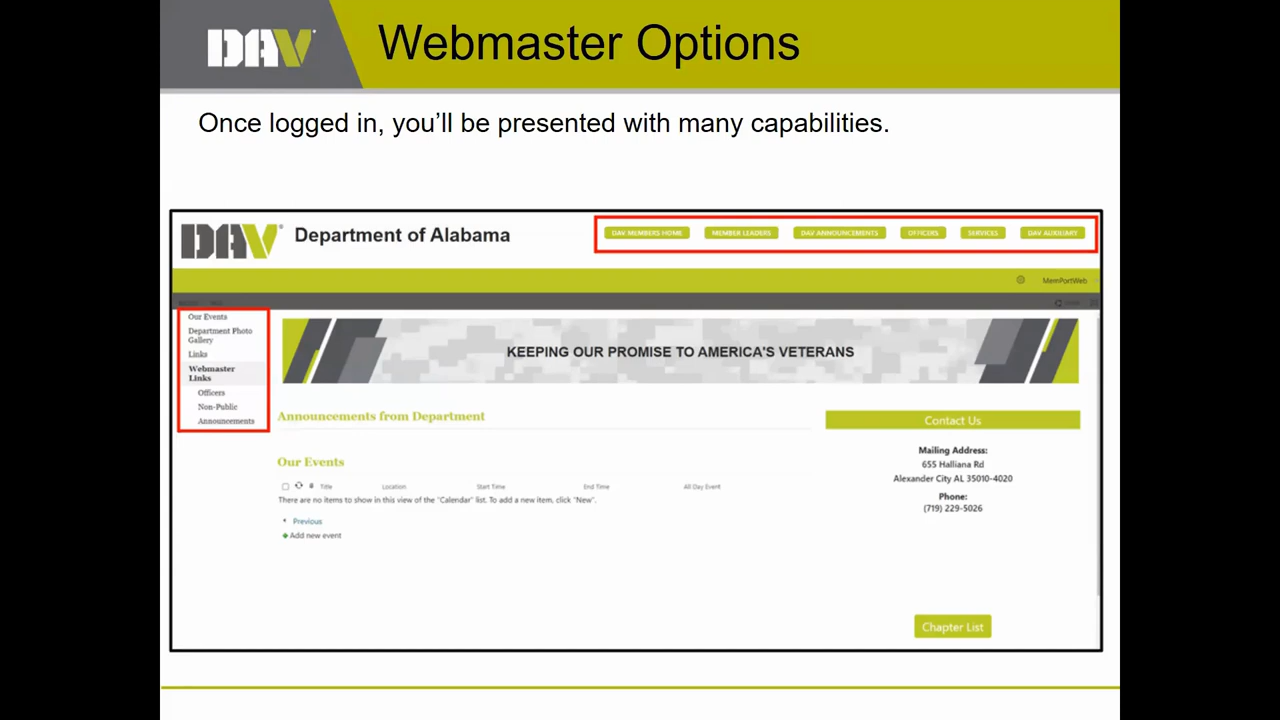 DAV
Webmaster Options
Once logged in, you’ll be presented with many capabilities.
DAV
Department of Alabama
DAV MEMBERS HOME
MEMBER LEADERS
DAV ANNOUNCEMENTS
OFFICERS
SERVICES
DAV AUXILIARY
MemPortWeb
Our Events
Department Photo
Gallery
Links
Webmaster
Links
Officers
Non-Public
Announcements
KEEPING OUR PROMISE TO AMERICA'S VETERANS
Announcements from Department
Our Events
Title Location Start Time End Time All Day Event
There are no items to show in this view of the "Calendar" list. To add a new item, click "New".
Previous
Add new event
Contact Us
Mailing Address:
655 Halliana Rd
Alexander City AL 35010-4020
Phone:
(719) 229-5026
Chapter List